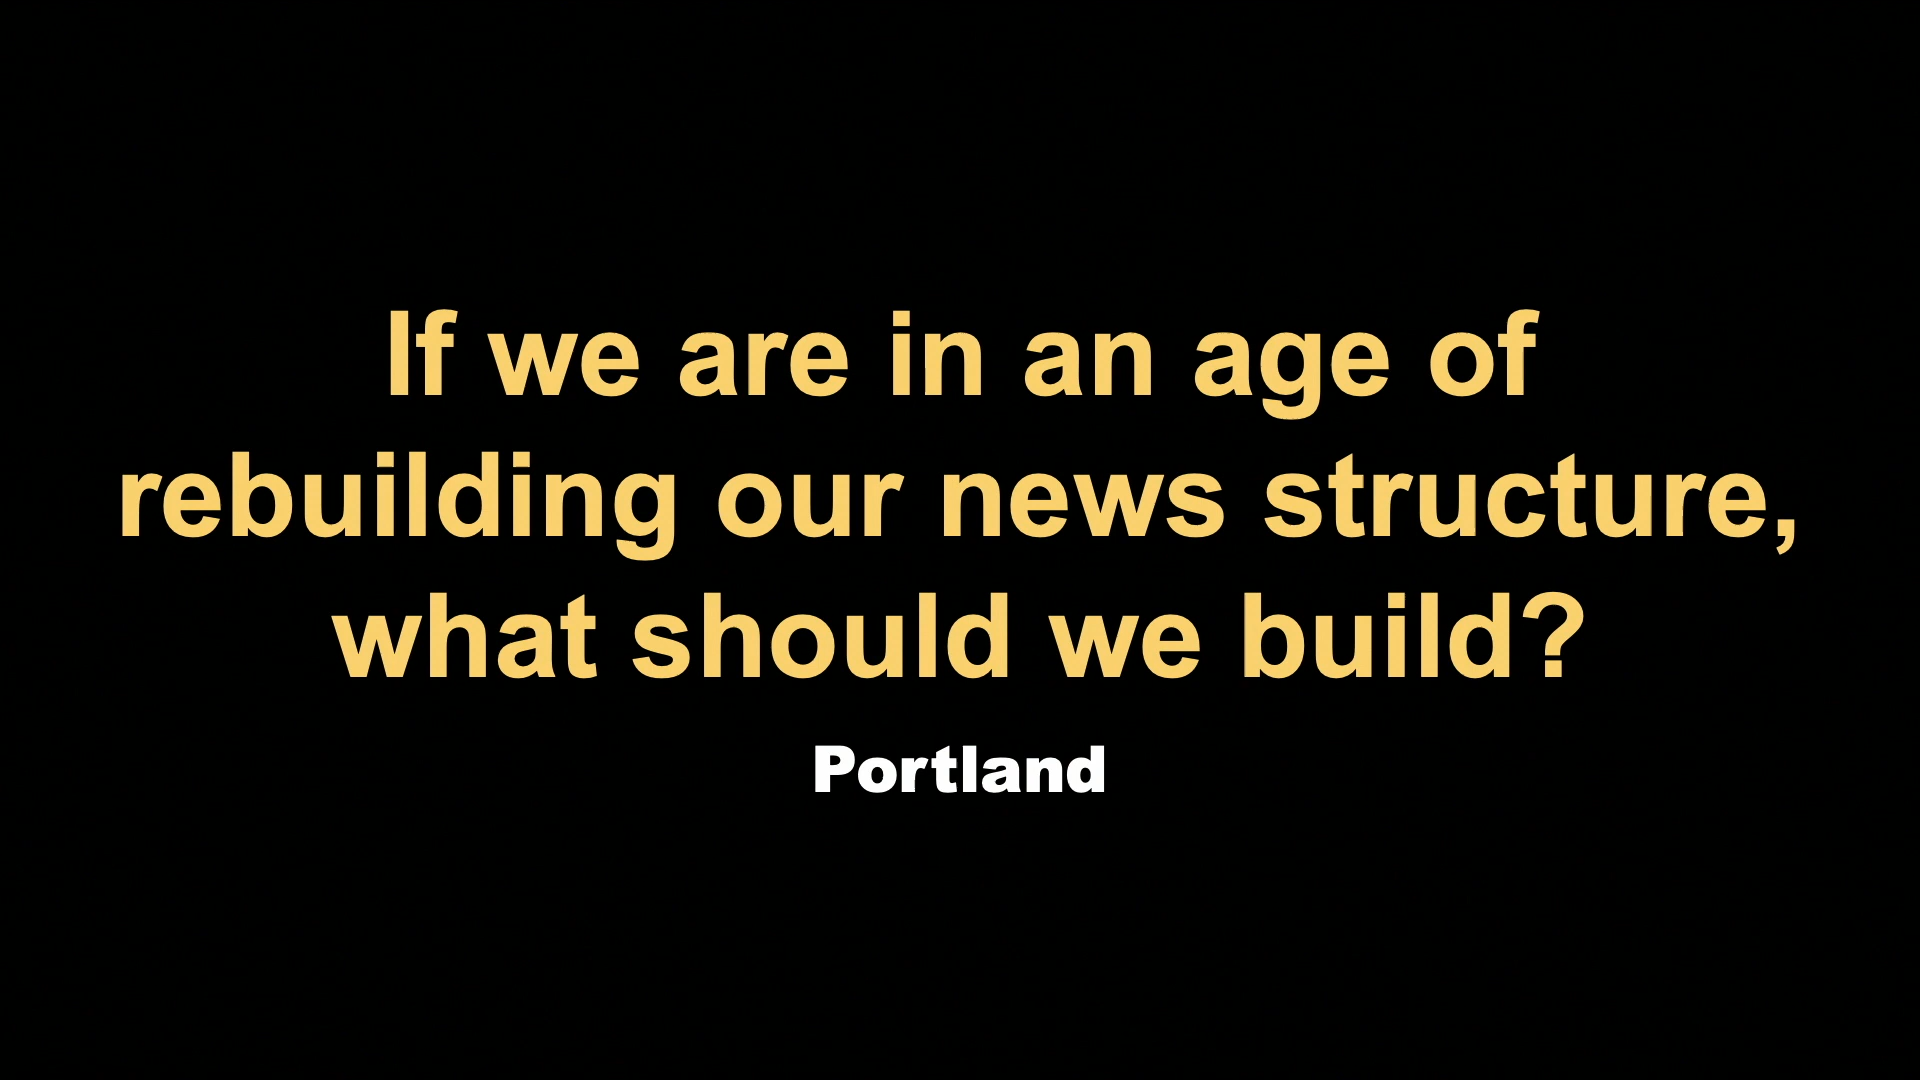 If we are in an age of
rebuilding our news structure,
what should we build?
Portland